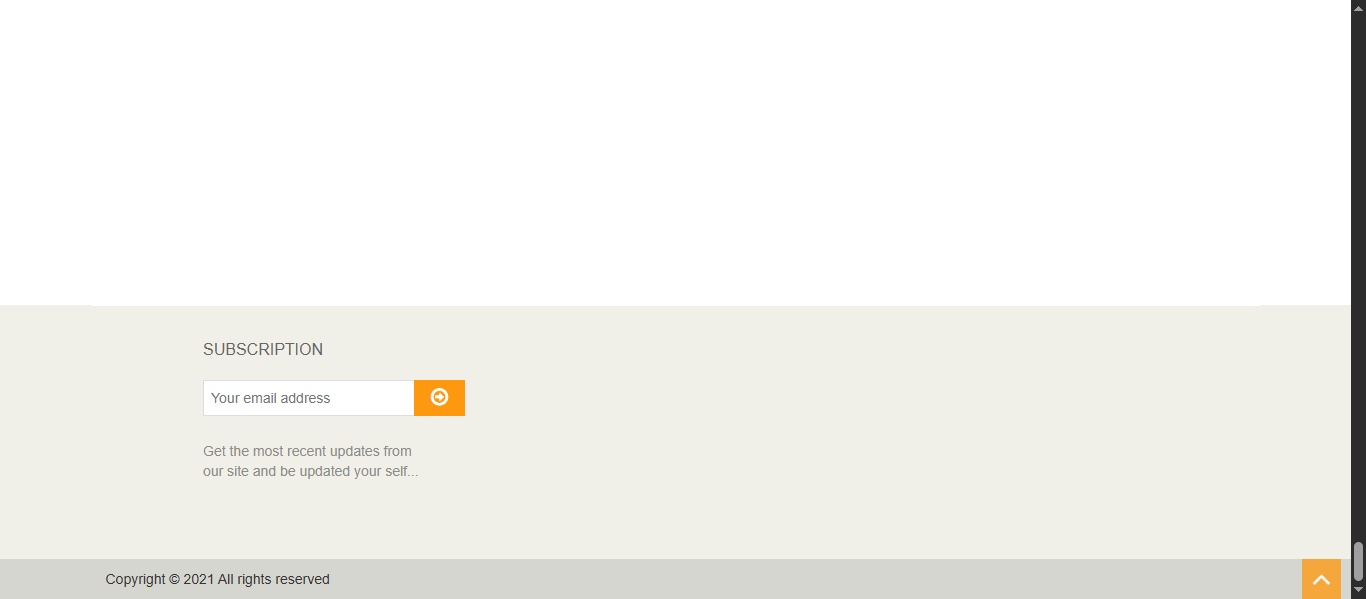 SUBSCRIPTION
Your email address
Get the most recent updates from
our site and be updated your self...
Copyright © 2021 All rights reserved